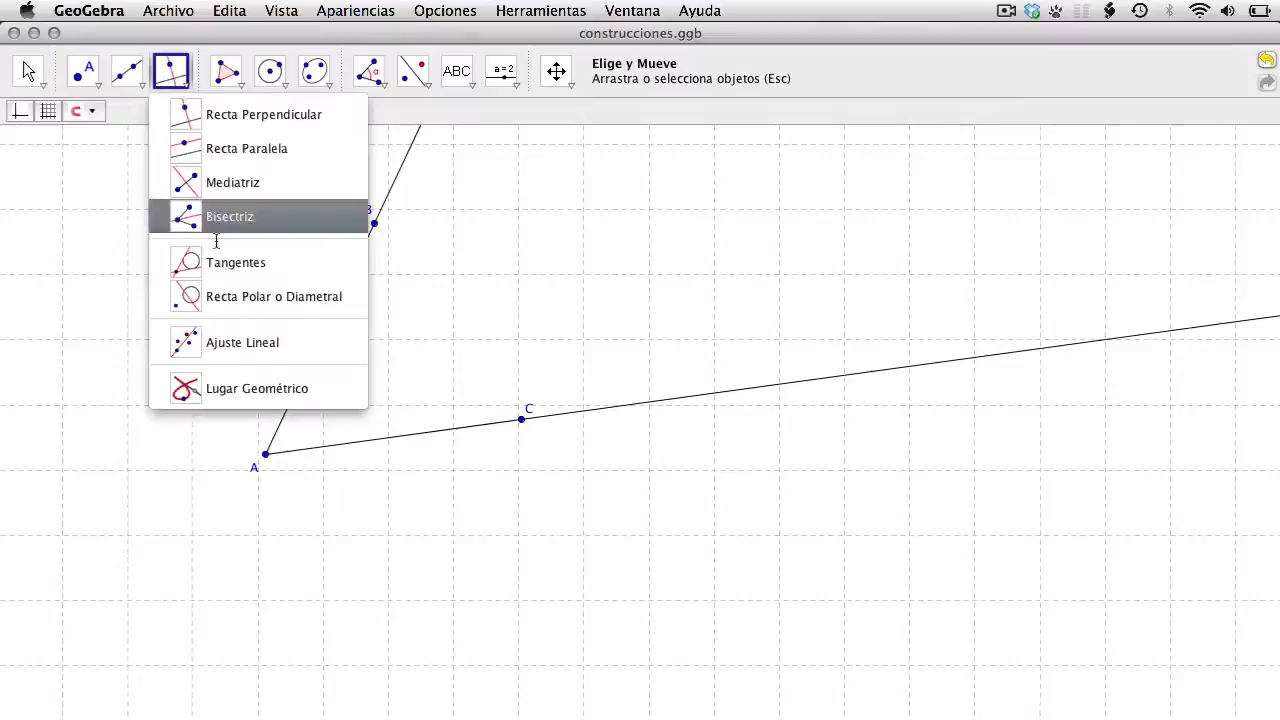 GeoGebra Archivo Edita Vista Apariencias Opciones Herramientas Ventana Ayuda
construcciones.ggb
A
α
ABC
a=2
Elige y Mueve
Arrastra o selecciona objetos (Esc)
Recta Perpendicular
Recta Paralela
Mediatriz
Bisectriz
Tangentes
Recta Polar o Diametral
Ajuste Lineal
Lugar Geométrico
B
C
A